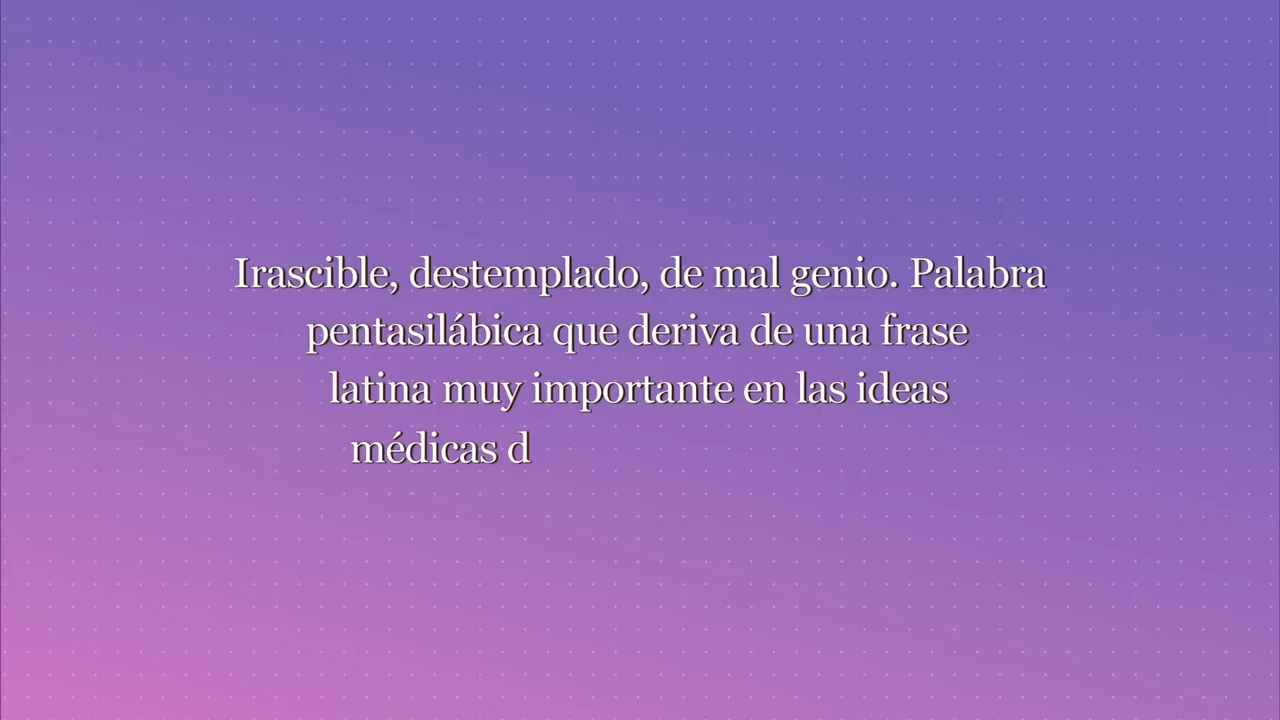 Irascible, destemplado, de mal genio. Palabra
pentasilábica que deriva de una frase
latina muy importante en las ideas
médicas d